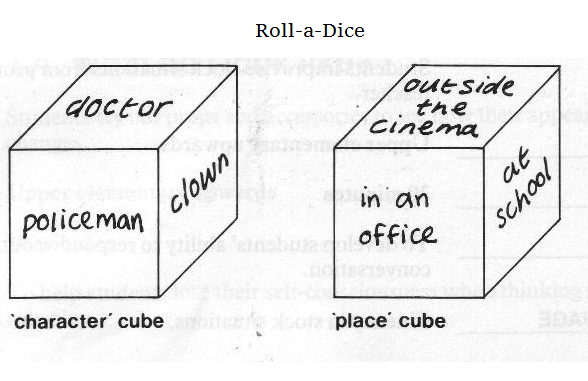 Roll-a-Dice
doctor
policeman
clown
outside
the
cinema
in an
office
at
school
'character' cube
'place' cube